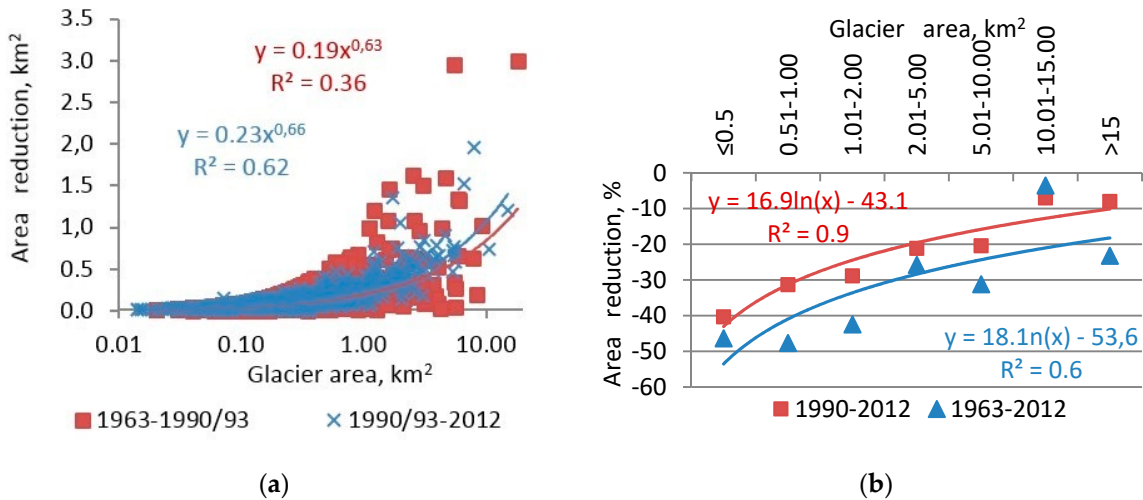 3.5
3.0
2.5
2.0
1.5
1.0
0.5
0.0
Area reduction, km²
y = 0.19x^0,63
R² = 0.36
y = 0.23x^0,66
R² = 0.62
0.01 0.10 1.00 10.00
Glacier area, km²
1963-1990/93 1990/93-2012
(a)
Glacier area, km²
≤0.5
0.51-1.00
1.01-2.00
2.01-5.00
5.01-10.00
10.01-15.00
>15
0
-10
-20
-30
-40
-50
-60
Area reduction, %
y = 16.9ln(x) - 43.1
R² = 0.9
y = 18.1ln(x) - 53,6
R² = 0.6
1990-2012 1963-2012
(b)